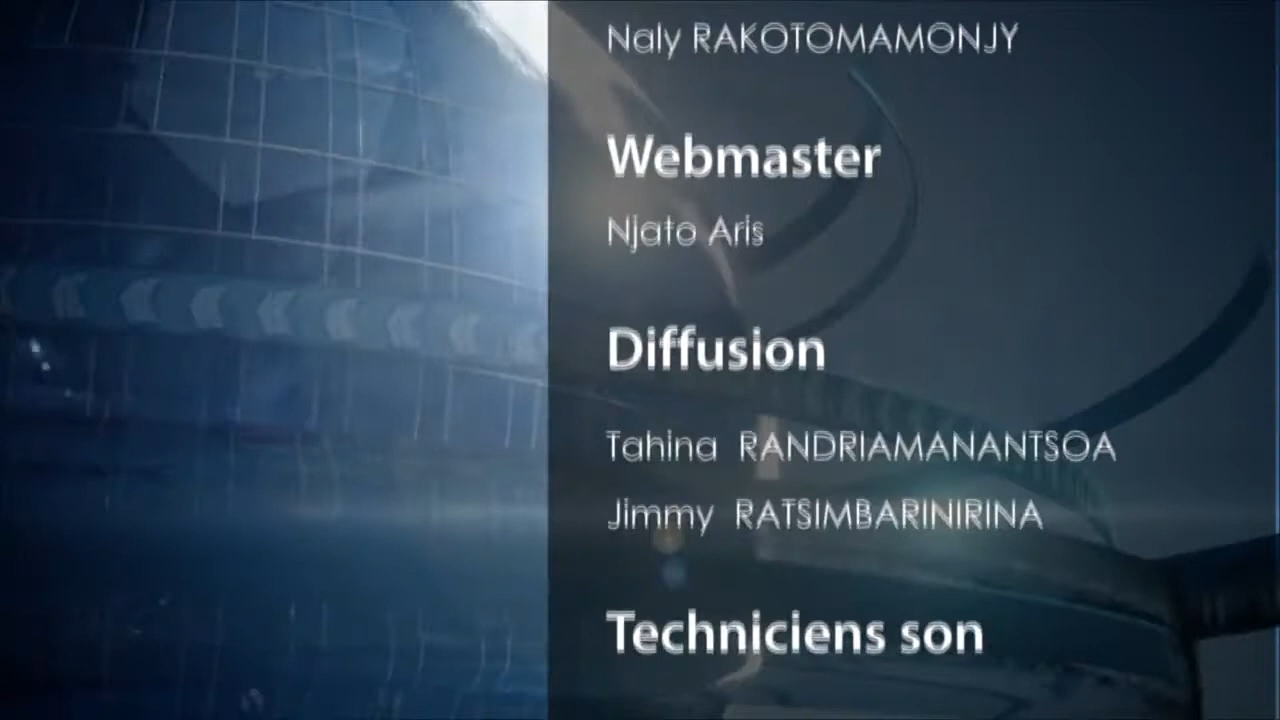 Naly RAKOTOMAMONJY
Webmaster
Njato Aris
Diffusion
Tahina RANDRIAMANANTSOA
Jimmy RATSIMBARINIRINA
Techniciens son